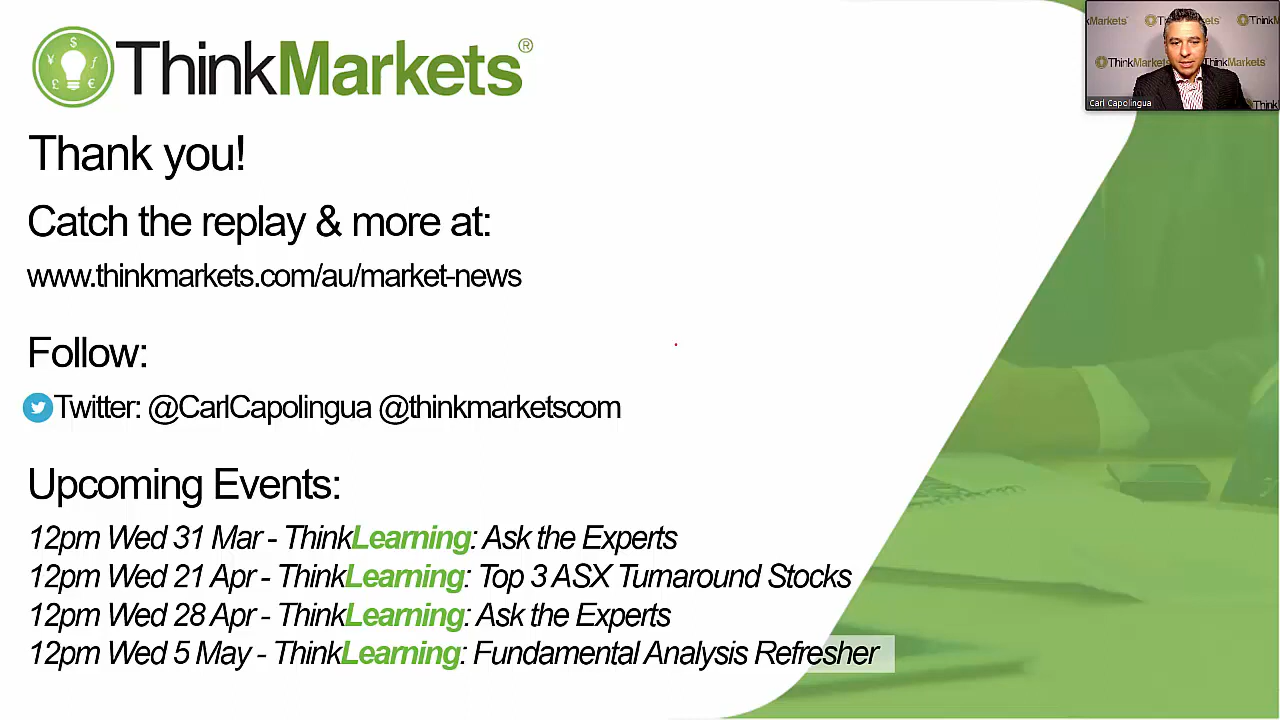 ThinkMarkets®
Thank you!
Catch the replay & more at:
www.thinkmarkets.com/au/market-news
Follow:
Twitter: @CarlCapolingua @thinkmarketscom
Upcoming Events:
12pm Wed 31 Mar - ThinkLearning: Ask the Experts
12pm Wed 21 Apr - ThinkLearning: Top 3 ASX Turnaround Stocks
12pm Wed 28 Apr - ThinkLearning: Ask the Experts
12pm Wed 5 May - ThinkLearning: Fundamental Analysis Refresher
ThinkMarkets
ThinkMarkets
Carl Capolingua